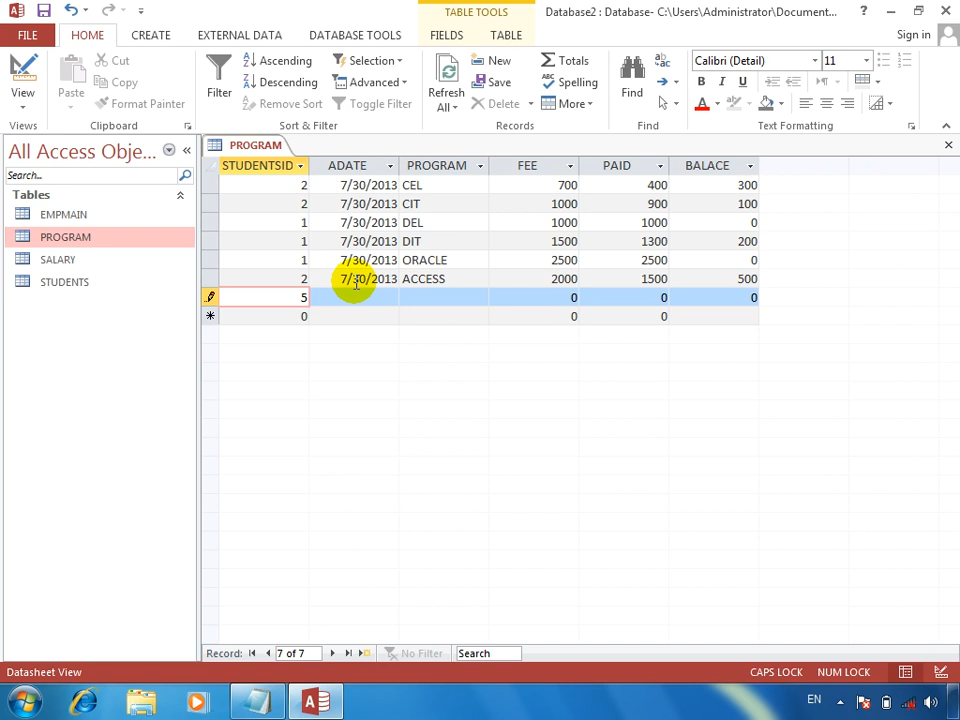 TABLE TOOLS
Database2 : Database- C:\Users\Administrator\Document...
?
FILE
HOME
CREATE
EXTERNAL DATA
DATABASE TOOLS
FIELDS
TABLE
Sign in
View
Paste
Cut
Copy
Format Painter
Filter
Ascending
Descending
Remove Sort
Selection
Advanced
Toggle Filter
Refresh
All
New
Save
Delete
Totals
Spelling
More
Find
Calibri (Detail)
11
B I U
Views
Clipboard
Sort & Filter
Records
Find
Text Formatting
All Access Obje...
Search...
Tables
EMPMAIN
PROGRAM
SALARY
STUDENTS
PROGRAM
STUDENTSID ADATE PROGRAM FEE PAID BALACE
2 7/30/2013 CEL 700 400 300
2 7/30/2013 CIT 1000 900 100
1 7/30/2013 DEL 1000 1000 0
1 7/30/2013 DIT 1500 1300 200
1 7/30/2013 ORACLE 2500 2500 0
2 7/30/2013 ACCESS 2000 1500 500
5 0 0 0
0 0 0
Record: 7 of 7 No Filter Search
Datasheet View
CAPS LOCK NUM LOCK
EN